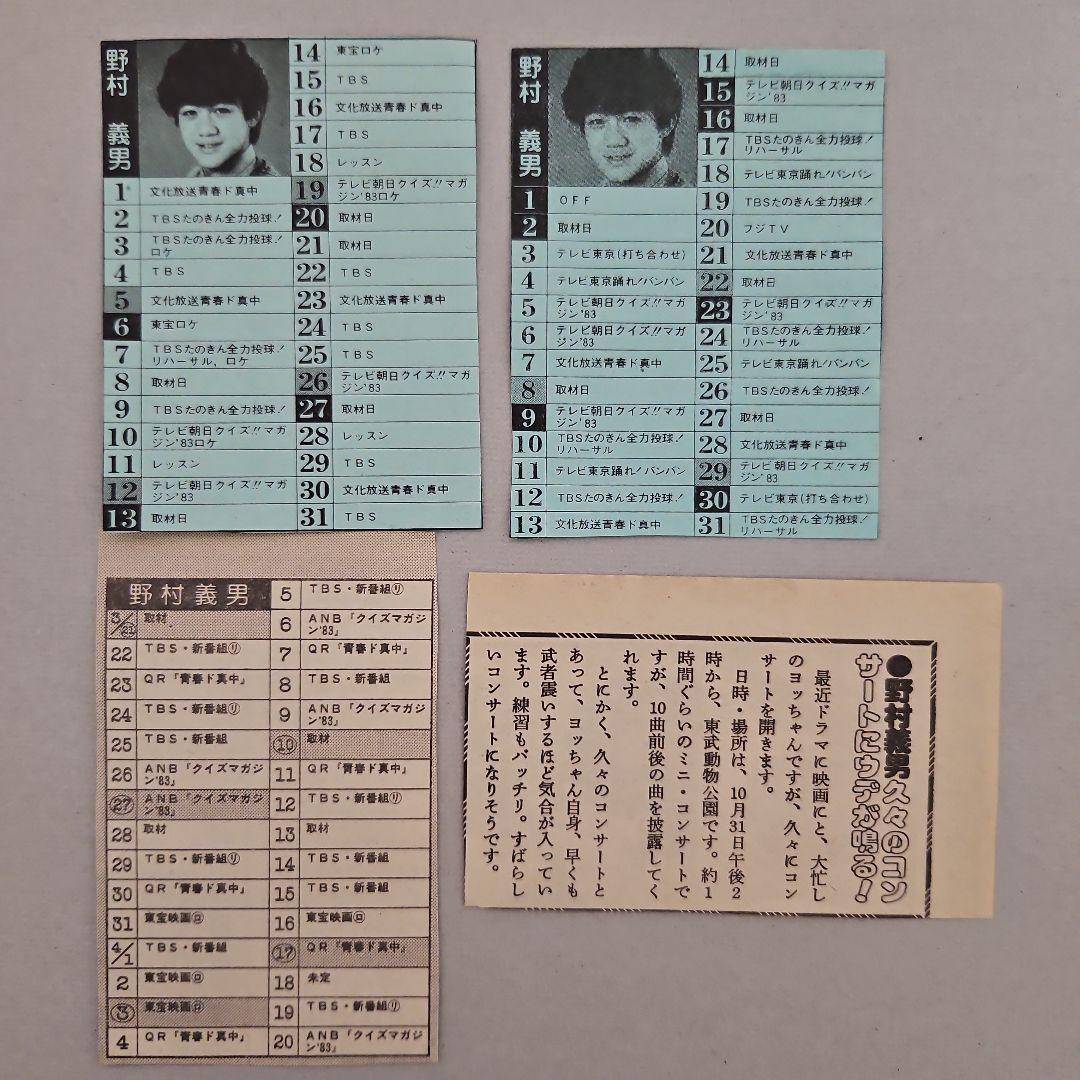 野村 義男
1 文化放送青春ド真中
2 TBSたのきん全力投球!
3 TBSたのきん全力投球!
ロケ
4 TBS
5 文化放送青春ド真中
6 東宝ロケ
7 TBSたのきん全力投球!
リハーサル、ロケ
8 取材日
9 TBSたのきん全力投球!
10 テレビ朝日クイズ!!マガ
ジン'83ロケ
11 レッスン
12 テレビ朝日クイズ!!マガ
ジン'83
13 取材日
14 東宝ロケ
15 TBS
16 文化放送青春ド真中
17 TBS
18 レッスン
19 テレビ朝日クイズ!!マガ
ジン'83ロケ
20 取材日
21 取材日
22 TBS
23 文化放送青春ド真中
24 TBS
25 TBS
26 テレビ朝日クイズ!!マガ
ジン'83
27 取材日
28 レッスン
29 TBS
30 文化放送青春ド真中
31 TBS
野村 義男
1 OFF
2 取材日
3 テレビ東京(打ち合わせ)
4 テレビ東京踊れ!バンバン
5 テレビ朝日クイズ!!マガ
ジン'83
6 テレビ朝日クイズ!!マガ
ジン'83
7 文化放送青春ド真中
8 取材日
9 テレビ朝日クイズ!!マガ
ジン'83
10 TBSたのきん全力投球!
リハーサル
11 テレビ東京踊れ!バンバン
12 TBSたのきん全力投球!
13 文化放送青春ド真中
14 取材日
15 テレビ朝日クイズ!!マガ
ジン'83
16 取材日
17 TBSたのきん全力投球!
リハーサル
18 テレビ東京踊れ!バンバン
19 TBSたのきん全力投球!
20 フジTV
21 文化放送青春ド真中
22 取材日
23 テレビ朝日クイズ!!マガ
ジン'83
24 TBSたのきん全力投球!
リハーサル
25 テレビ東京踊れ!バンバン
26 TBSたのきん全力投球!
27 取材日
28 文化放送青春ド真中
29 テレビ朝日クイズ!!マガ
ジン'83
30 テレビ東京(打ち合わせ)
31 TBSたのきん全力投球!
リハーサル
野村義男
3/21 取材
22 TBS・新番組㋷
23 QR「青春ド真中」
24 TBS・新番組
25 TBS・新番組
26 ANB「クイズマガジ
ン'83」
㉗ ANB「クイズマガジ
ン'83」
28 取材
29 TBS・新番組㋷
30 QR「青春ド真中」
31 東宝映画ロ
4/1 TBS・新番組
2 東宝映画ロ
③ 東宝映画ロ
4 QR「青春ド真中」
5 TBS・新番組㋷
6 ANB「クイズマガジ
ン'83」
7 QR「青春ド真中」
8 TBS・新番組
9 ANB「クイズマガジ
ン'83」
⑩ 取材
11 QR「青春ド真中」
12 TBS・新番組㋷
13 取材
14 TBS・新番組
15 TBS・新番組
16 東宝映画ロ
⑰ QR「青春ド真中」
18 未定
19 TBS・新番組㋷
20 ANB「クイズマガジ
ン'83」
●野村義男久々のコン
サートにウデが鳴る!
最近ドラマに映画にと、大忙し
のヨッちゃんですが、久々にコン
サートを開きます。
日時・場所は、10月31日午後2
時から、東武動物公園です。約1
時間ぐらいのミニ・コンサートで
すが、10曲前後の曲を披露してく
れます。
とにかく、久々のコンサートと
あって、ヨッちゃん自身、早くも
武者震いするほど気合が入ってい
ます。練習もバッチリ。すばらし
いコンサートになりそうです。